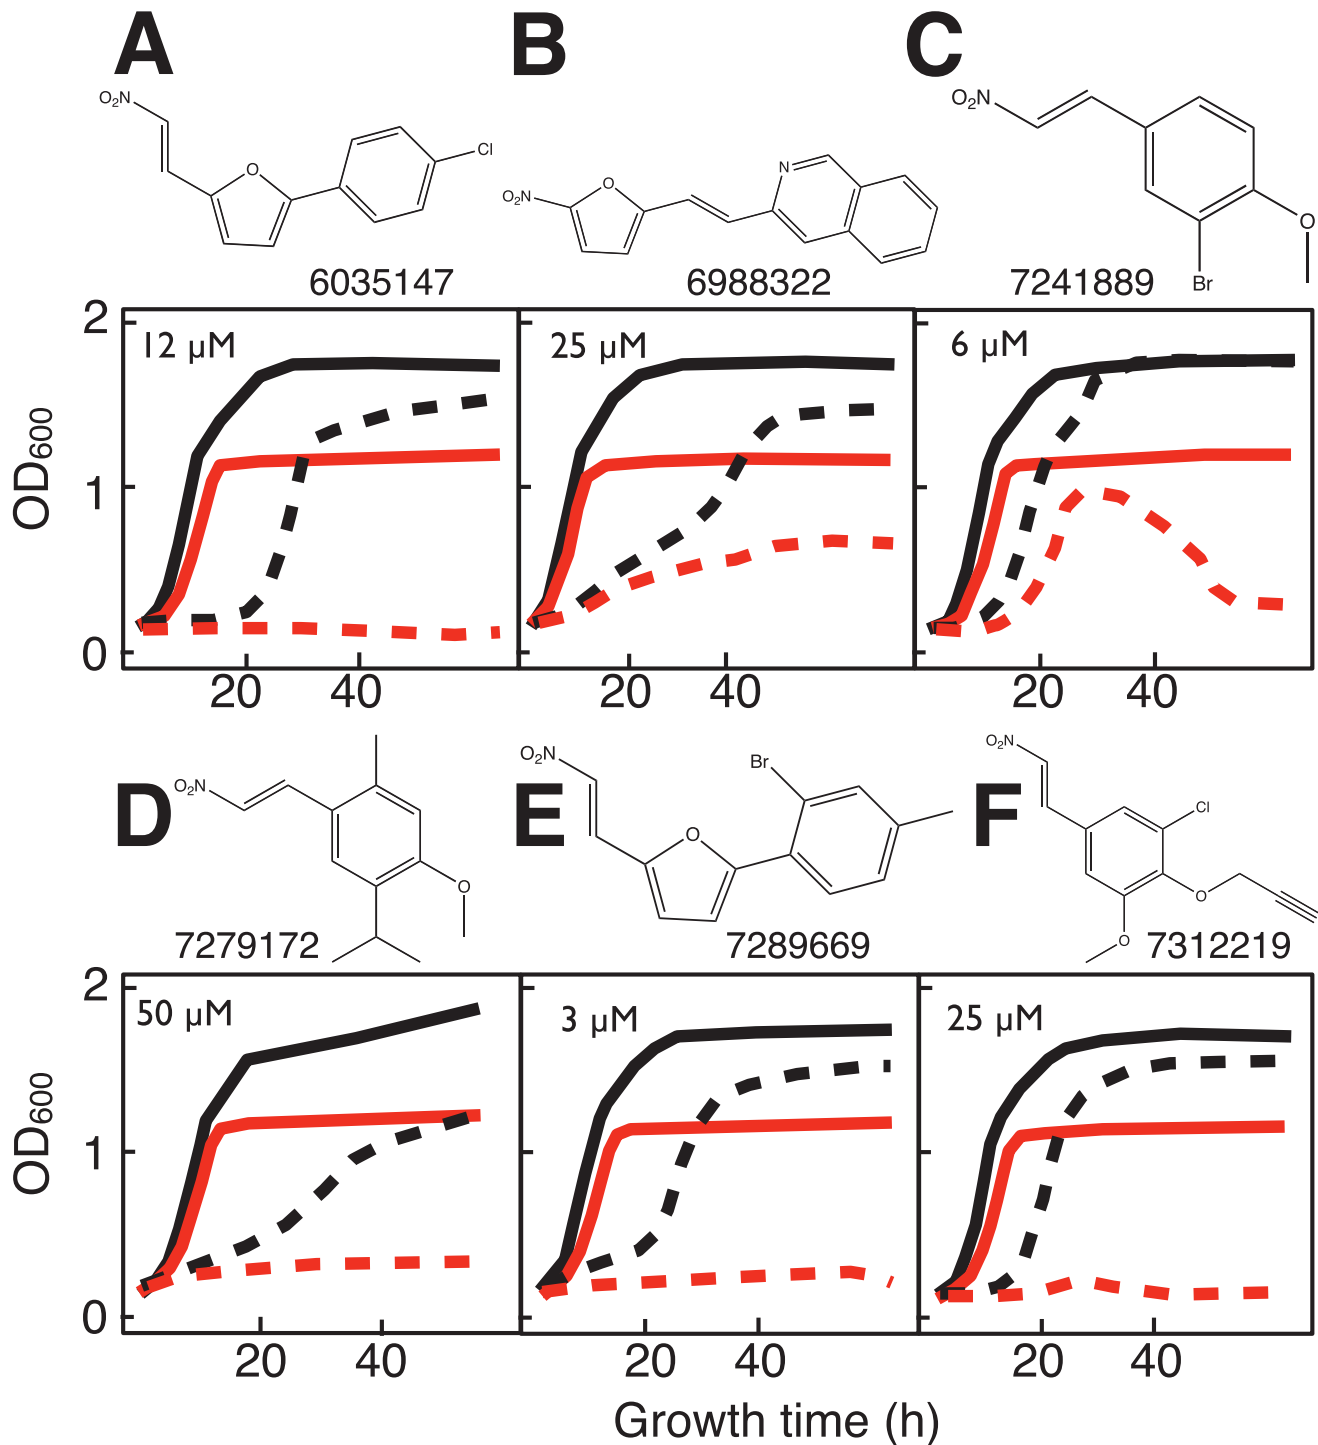 A B C
O₂N O Cl
O₂N O N
O₂N Br O
6035147 6988322 7241889
2 12 µM 25 µM 6 µM
OD₆₀₀
1
0
20 40 20 40 20 40
D E F
O₂N O
O₂N O Br
O₂N Cl O O
7279172 7289669 7312219
2 50 µM 3 µM 25 µM
OD₆₀₀
1
0
20 40 20 40 20 40
Growth time (h)